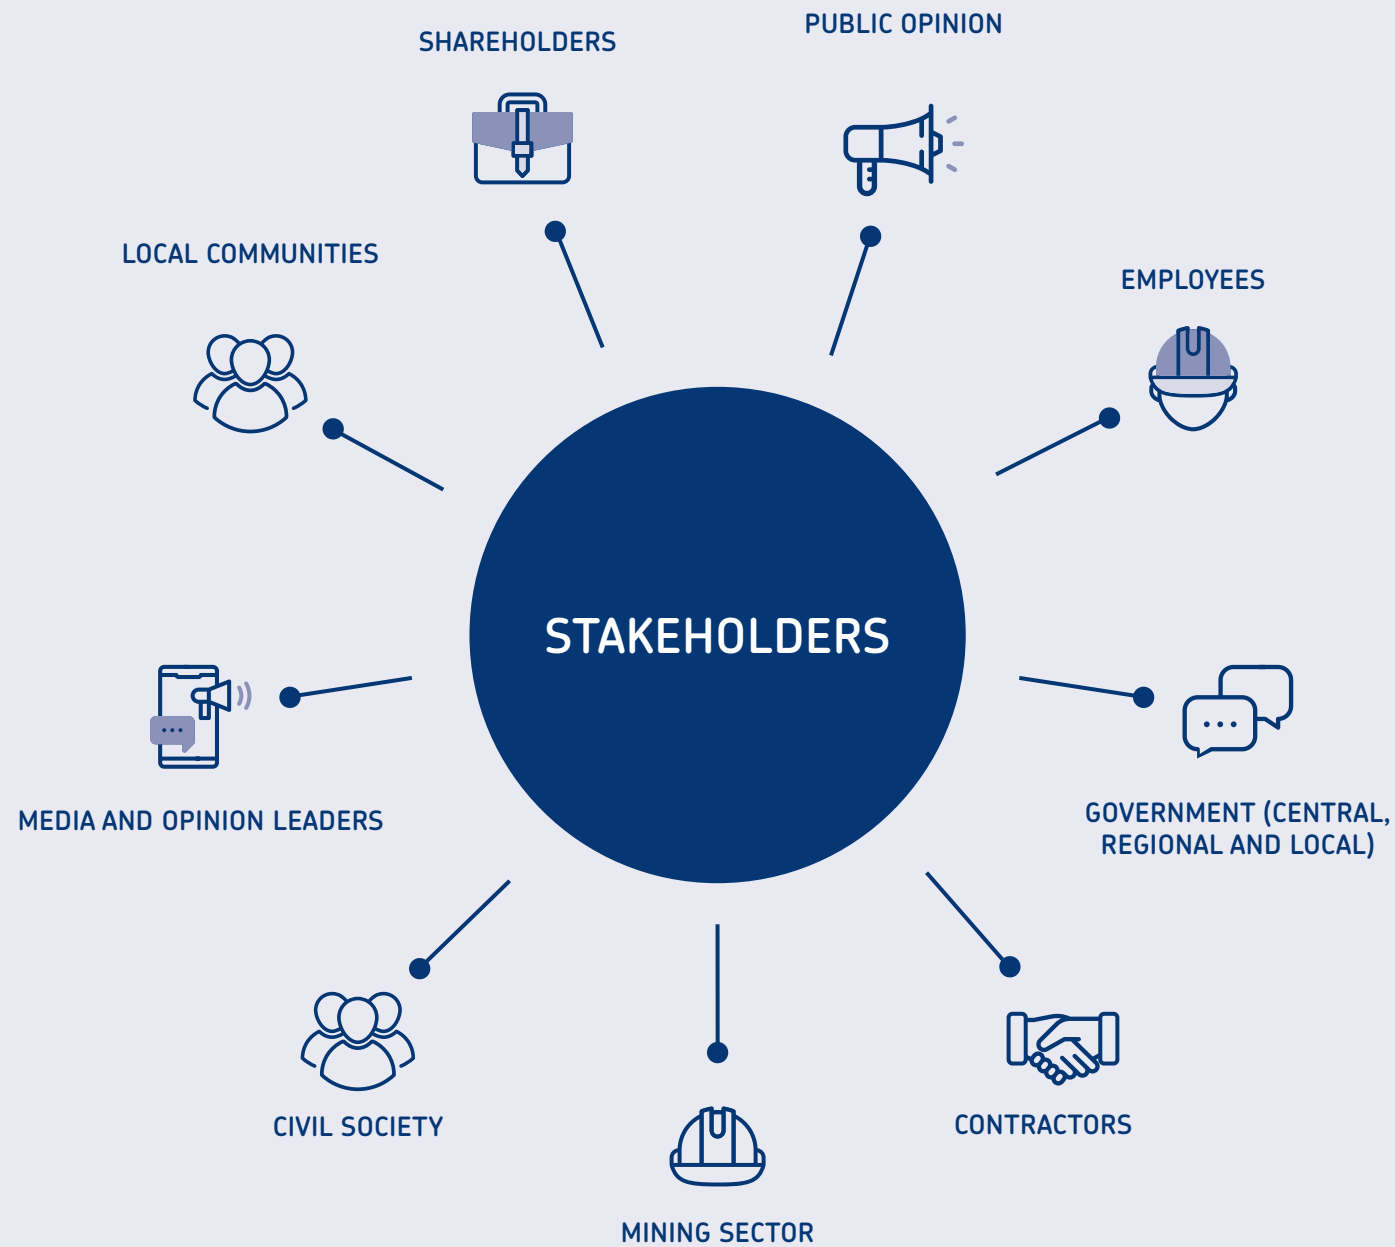 PUBLIC OPINION
SHAREHOLDERS
LOCAL COMMUNITIES
EMPLOYEES
STAKEHOLDERS
MEDIA AND OPINION LEADERS
GOVERNMENT (CENTRAL,
REGIONAL AND LOCAL)
CIVIL SOCIETY
CONTRACTORS
MINING SECTOR